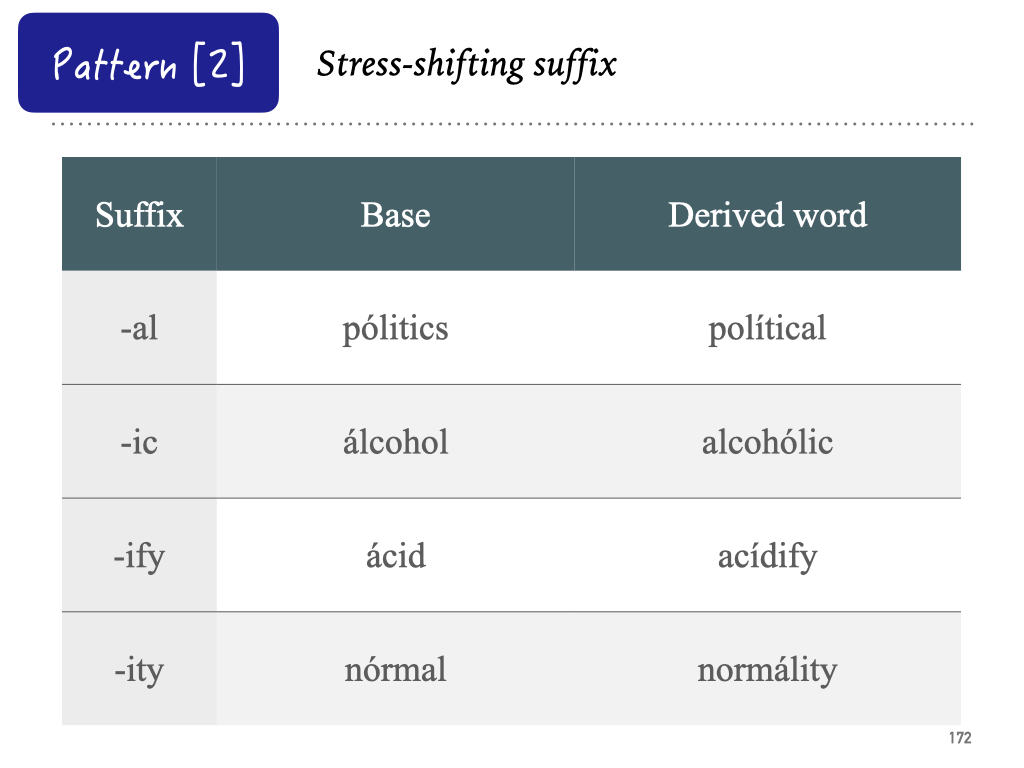 Pattern [2]
Stress-shifting suffix
Suffix Base Derived word
-al pólitics polítical
-ic álcohol alcohólic
-ify ácid acídify
-ity nórmal normálity
172